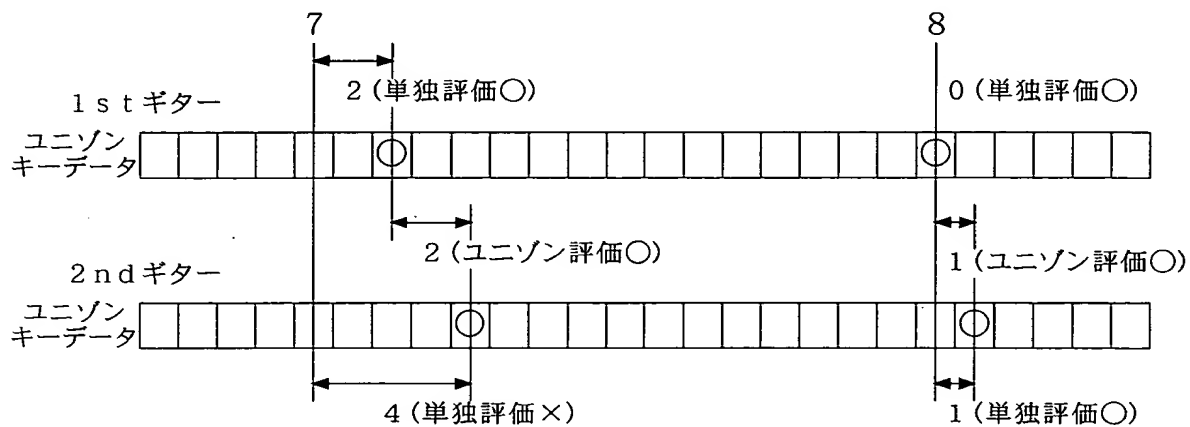 7
8
2(単独評価○)
0(単独評価○)
1stギター
ユニゾン
キーデータ
2(ユニゾン評価○)
1(ユニゾン評価○)
2ndギター
ユニゾン
キーデータ
4(単独評価×)
1(単独評価○)